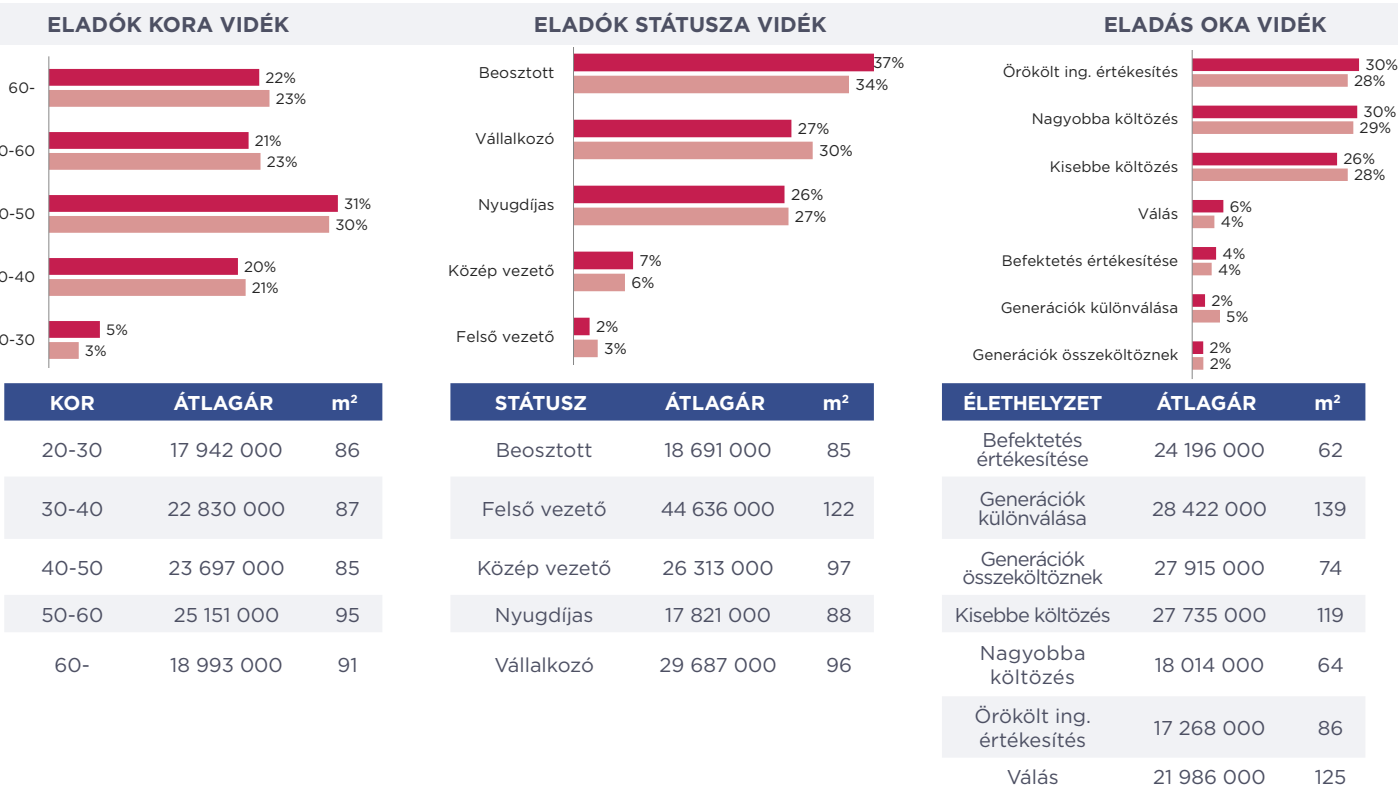 ELADÓK KORA VIDÉK
60-
22%
23%
0-60
21%
23%
0-50
31%
30%
0-40
20%
21%
0-30
5%
3%
KOR ÁTLAGÁR m²
20-30 17 942 000 86
30-40 22 830 000 87
40-50 23 697 000 85
50-60 25 151 000 95
60- 18 993 000 91
ELADÓK STÁTUSZA VIDÉK
Beosztott
37%
34%
Vállalkozó
27%
30%
Nyugdíjas
26%
27%
Közép vezető
7%
6%
Felső vezető
2%
3%
STÁTUSZ ÁTLAGÁR m²
Beosztott 18 691 000 85
Felső vezető 44 636 000 122
Közép vezető 26 313 000 97
Nyugdíjas 17 821 000 88
Vállalkozó 29 687 000 96
ELADÁS OKA VIDÉK
Örökölt ing. értékesítés
30%
28%
Nagyobba költözés
30%
29%
Kisebbe költözés
26%
28%
Válás
6%
4%
Befektetés értékesítése
4%
4%
Generációk különválása
2%
5%
Generációk összeköltöznek
2%
2%
ÉLETHELYZET ÁTLAGÁR m²
Befektetés
értékesítése 24 196 000 62
Generációk
különválása 28 422 000 139
Generációk
összeköltöznek 27 915 000 74
Kisebbe költözés 27 735 000 119
Nagyobba
költözés 18 014 000 64
Örökölt ing.
értékesítés 17 268 000 86
Válás 21 986 000 125